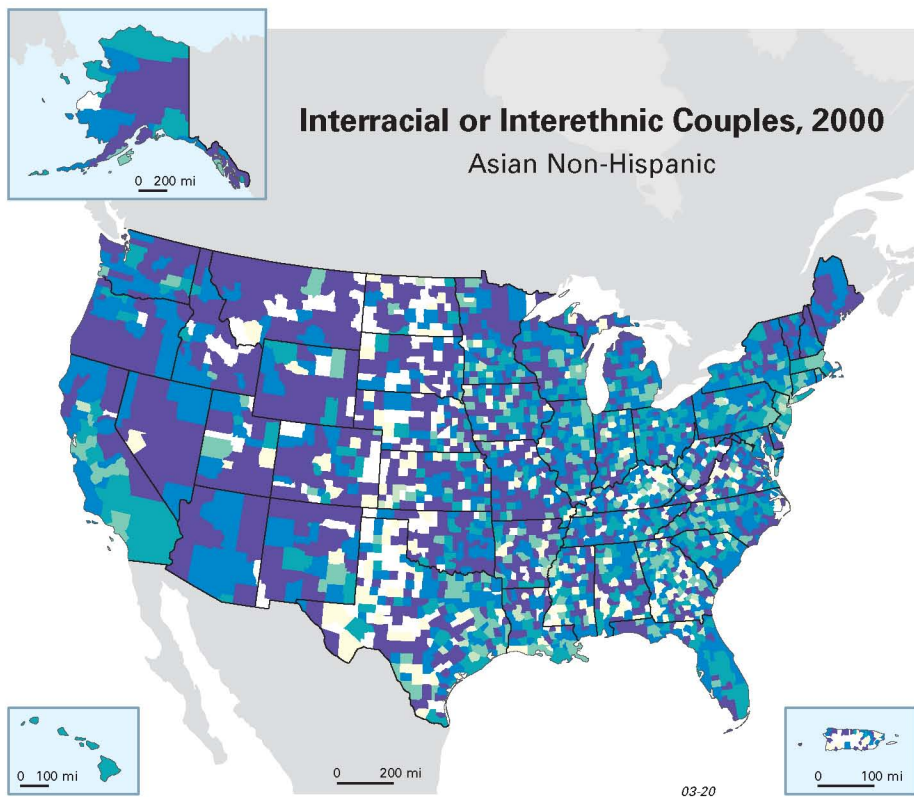 Interracial or Interethnic Couples, 2000
Asian Non-Hispanic
0 200 mi
0 100 mi
0 200 mi
0 100 mi
03-20